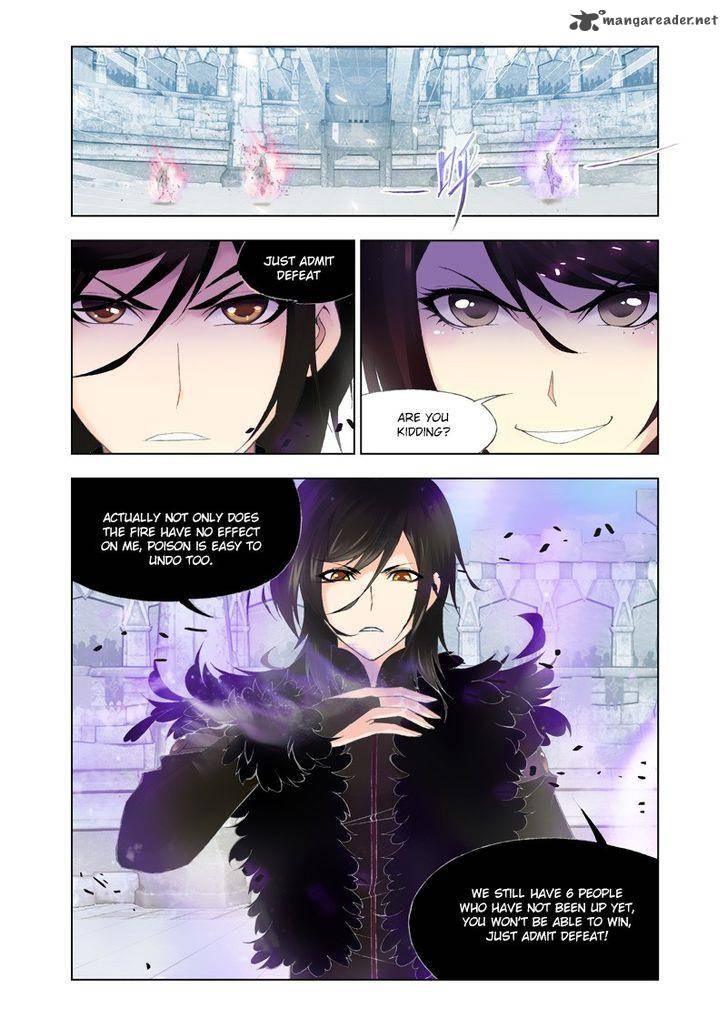 mangareader.net
呼
JUST ADMIT
DEFEAT
ARE YOU
KIDDING?
ACTUALLY NOT ONLY DOES
THE FIRE HAVE NO EFFECT
ON ME, POISON IS EASY TO
UNDO TOO.
WE STILL HAVE 6 PEOPLE
WHO HAVE NOT BEEN UP YET,
YOU WON'T BE ABLE TO WIN,
JUST ADMIT DEFEAT!